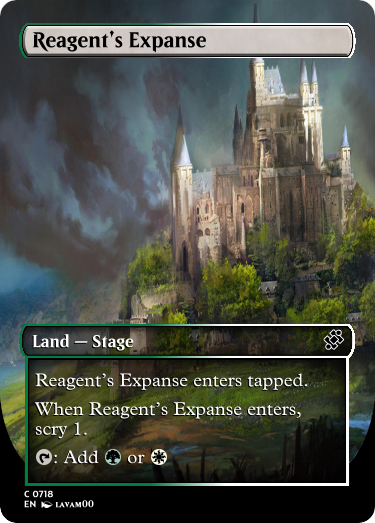 Reagent's Expanse
Land — Stage
Reagent's Expanse enters tapped.
When Reagent's Expanse enters,
scry 1.
: Add or
C 0718
EN LAVAM00